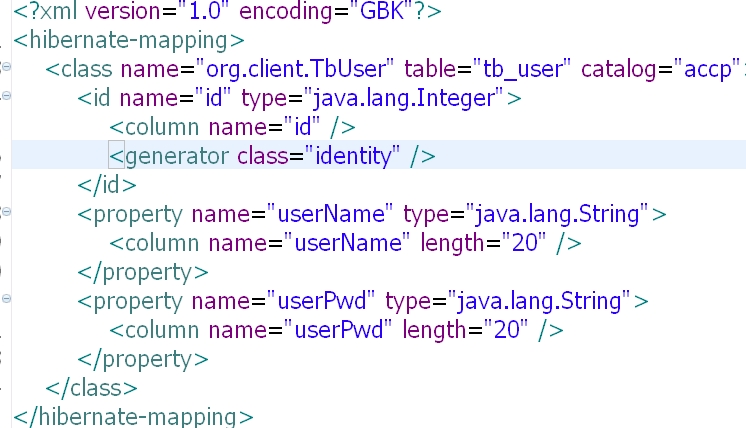 <?xml version="1.0" encoding="GBK"?>
<hibernate-mapping>
<class name="org.client.TbUser" table="tb_user" catalog="accp">
<id name="id" type="java.lang.Integer">
<column name="id" />
<generator class="identity" />
</id>
<property name="userName" type="java.lang.String">
<column name="userName" length="20" />
</property>
<property name="userPwd" type="java.lang.String">
<column name="userPwd" length="20" />
</property>
</class>
</hibernate-mapping>